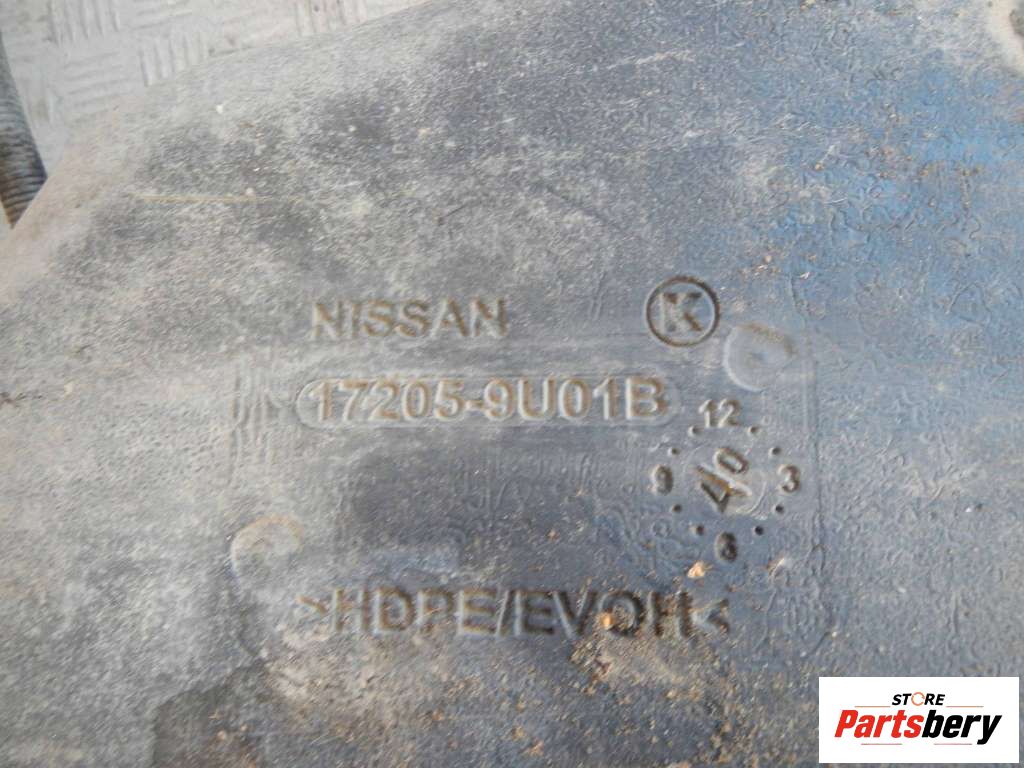 NISSAN K
17205-9U01B
12
9 40 3
6
>HDPE/EVOH<
STORE
Partsbery